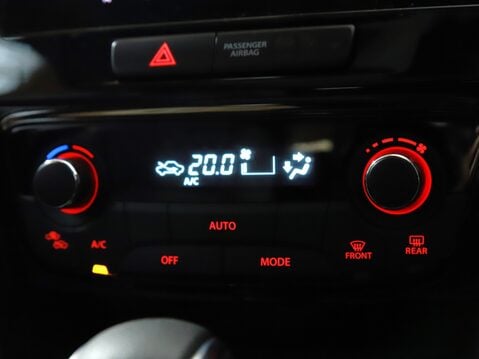 PASSENGER
AIRBAG
20.0
A/C
AUTO
A/C
OFF
MODE
FRONT
REAR